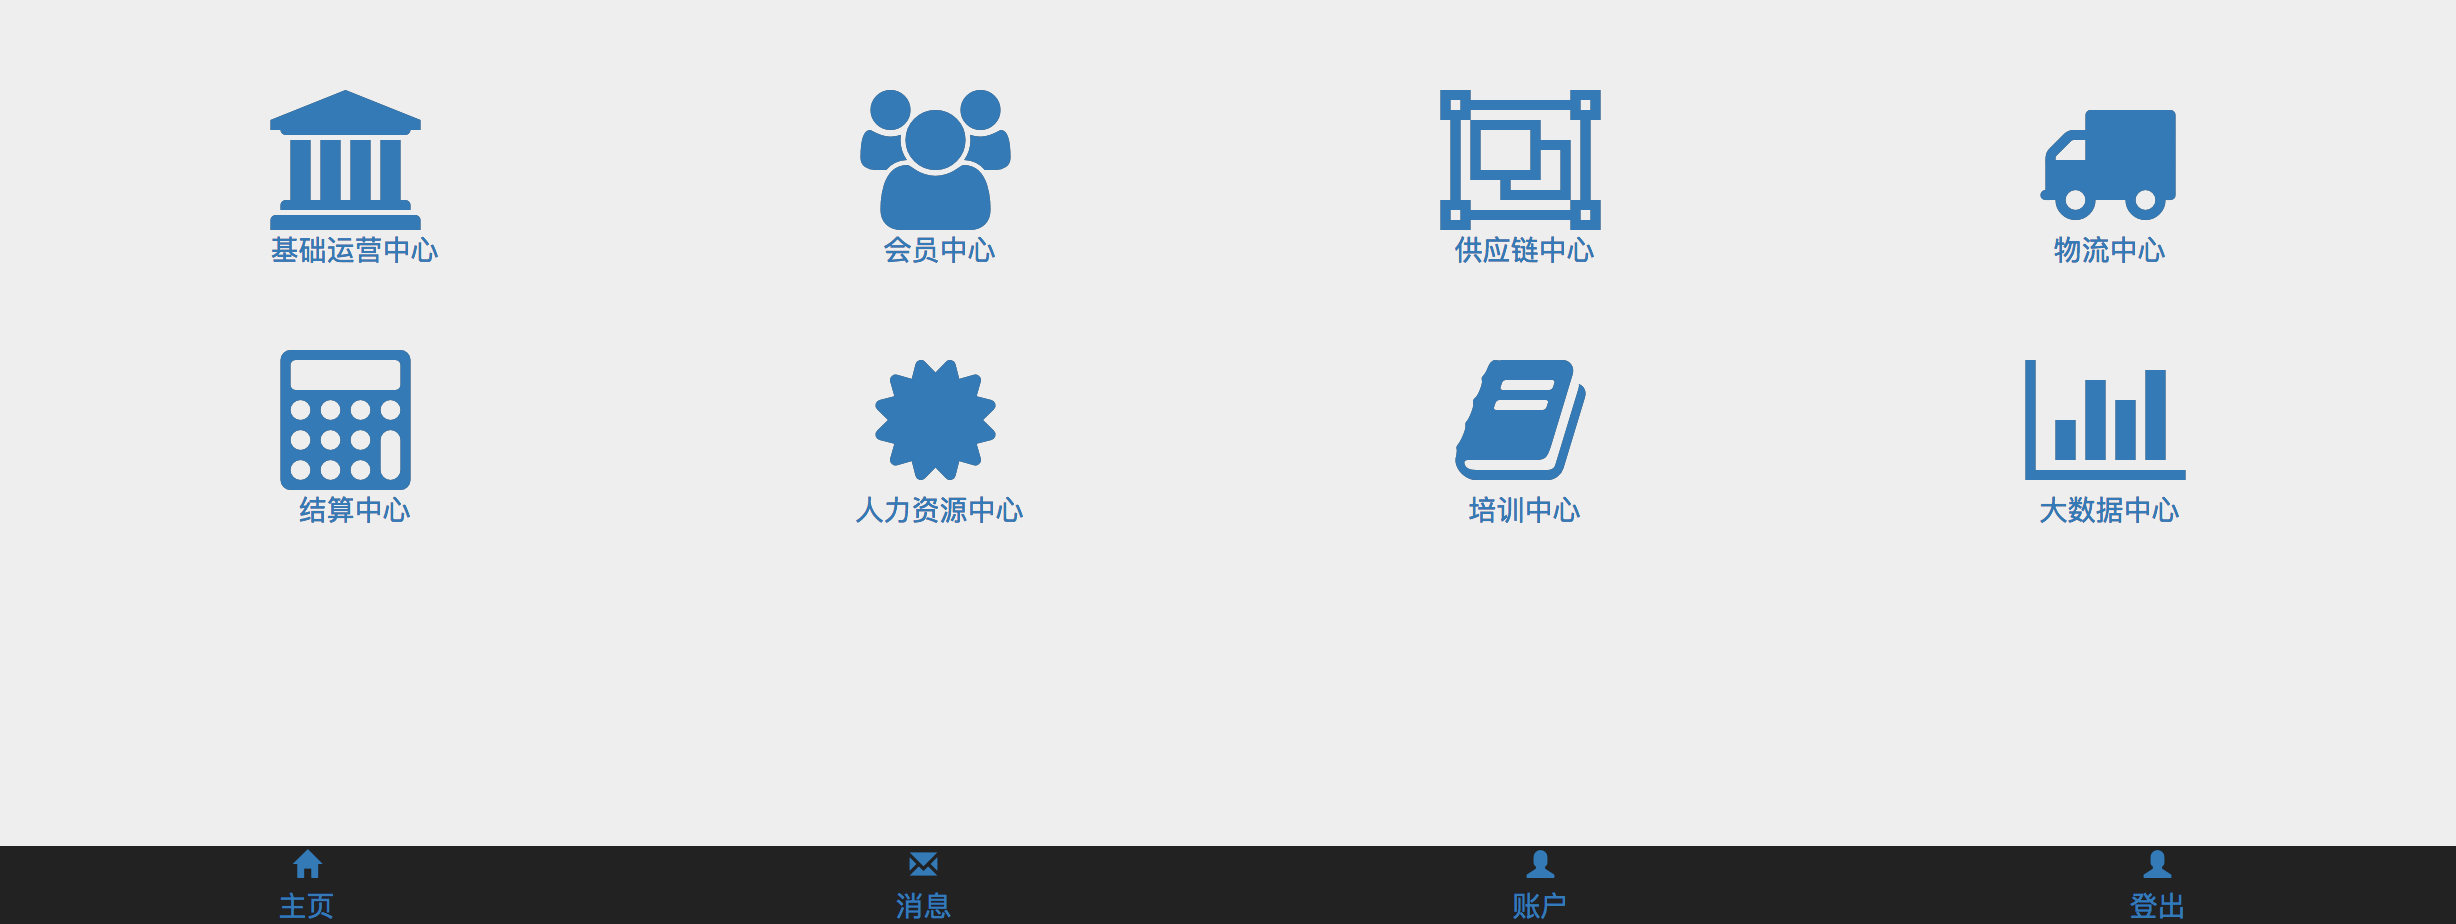 基础运营中心
会员中心
供应链中心
物流中心
结算中心
人力资源中心
培训中心
大数据中心
主页
消息
账户
登出